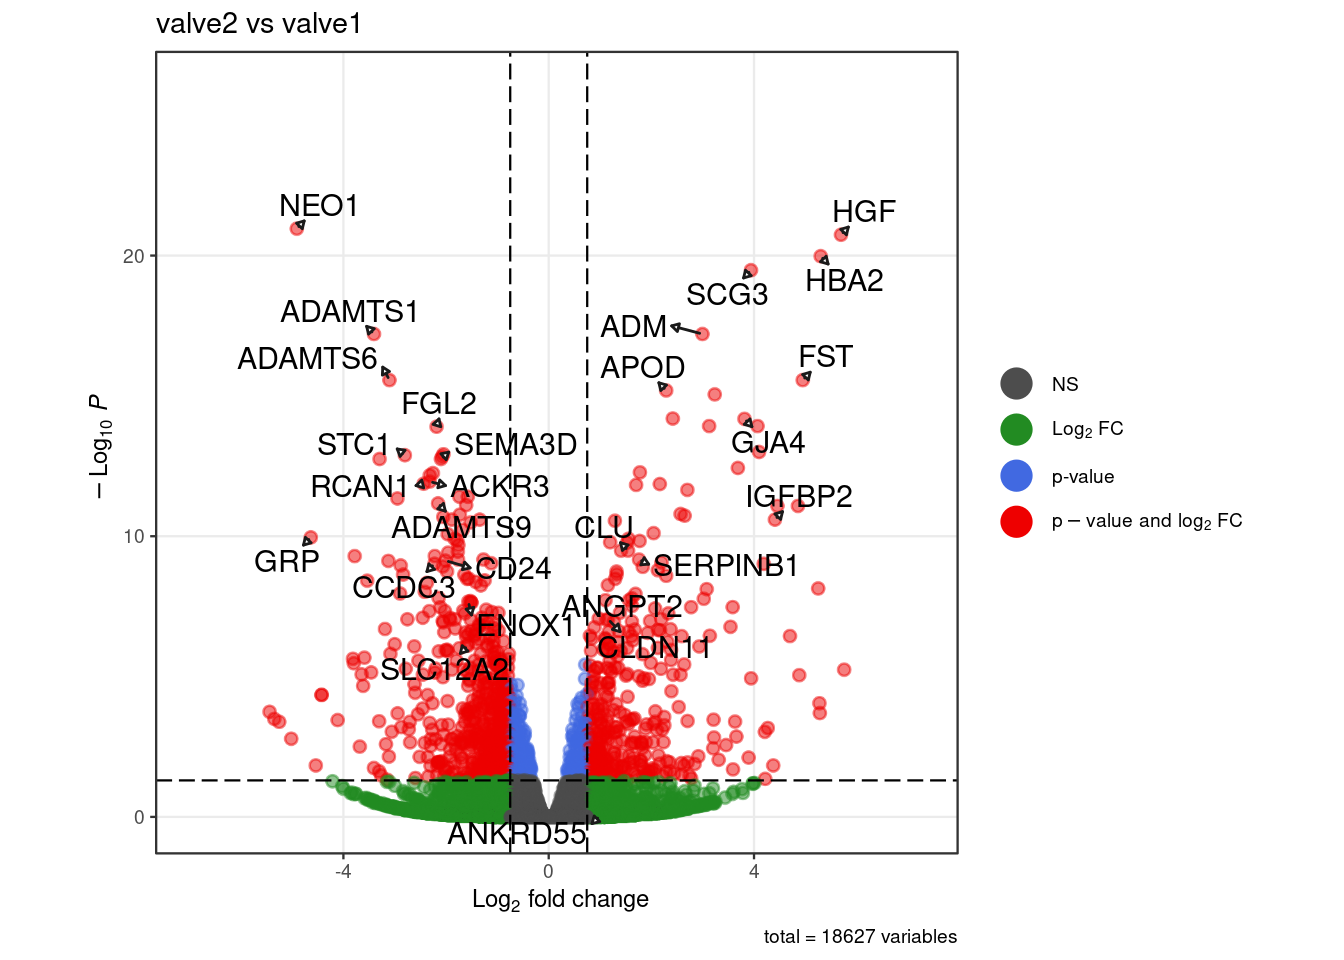 valve2 vs valve1
NEO1
HGF
HBA2
SCG3
ADAMTS1
ADM
ADAMTS6
FST
APOD
FGL2
STC1
SEMA3D
GJA4
RCAN1
ACKR3
IGFBP2
ADAMTS9
CLU
GRP
CD24
SERPINB1
CCDC3
ANGPT2
ENOX1
CLDN11
SLC12A2
ANKRD55
20
10
0
-4
0
4
− Log10 P
Log2 fold change
total = 18627 variables
NS
Log2 FC
p-value
p − value and log2 FC